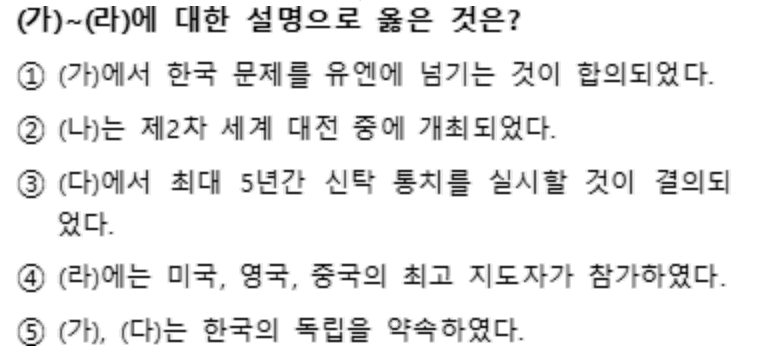 (가)~(라)에 대한 설명으로 옳은 것은?
① (가)에서 한국 문제를 유엔에 넘기는 것이 합의되었다.
② (나)는 제2차 세계 대전 중에 개최되었다.
③ (다)에서 최대 5년간 신탁 통치를 실시할 것이 결의되
었다.
④ (라)에는 미국, 영국, 중국의 최고 지도자가 참가하였다.
⑤ (가), (다)는 한국의 독립을 약속하였다.